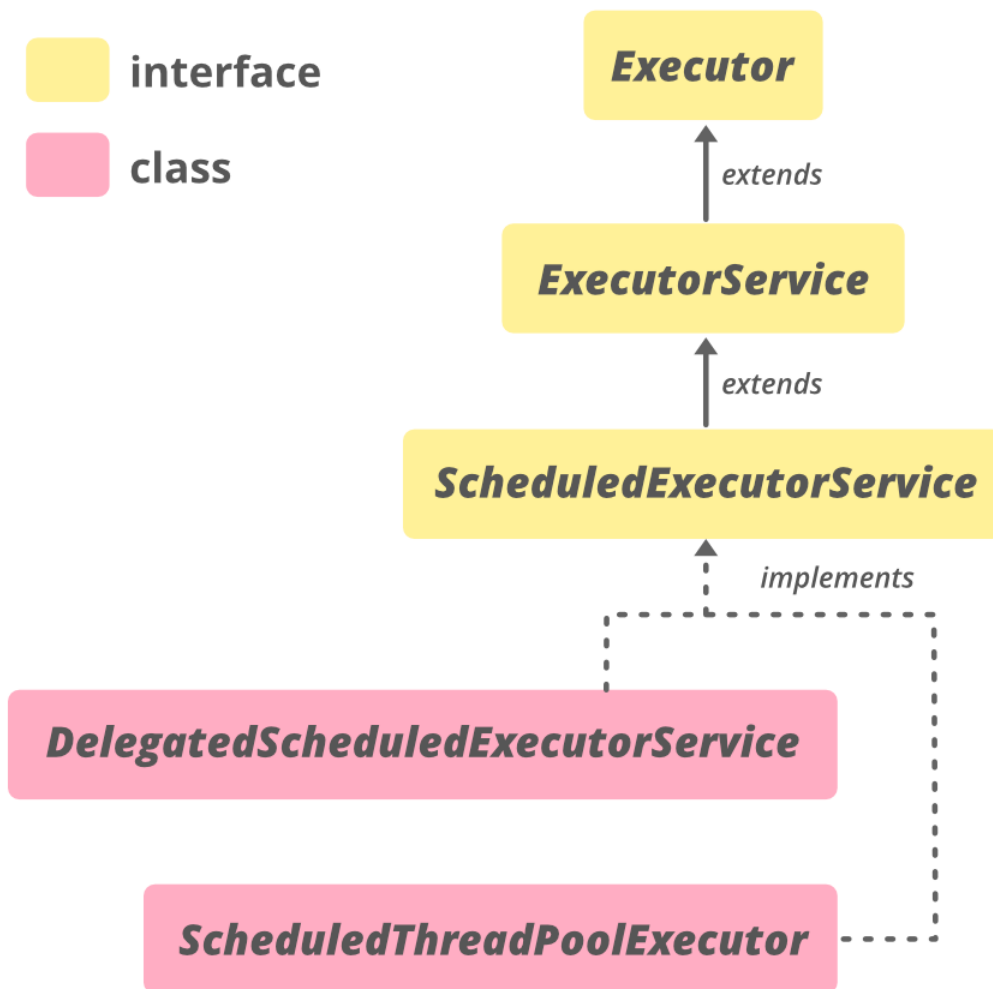 interface
class
Executor
extends
ExecutorService
extends
ScheduledExecutorService
implements
DelegatedScheduledExecutorService
ScheduledThreadPoolExecutor